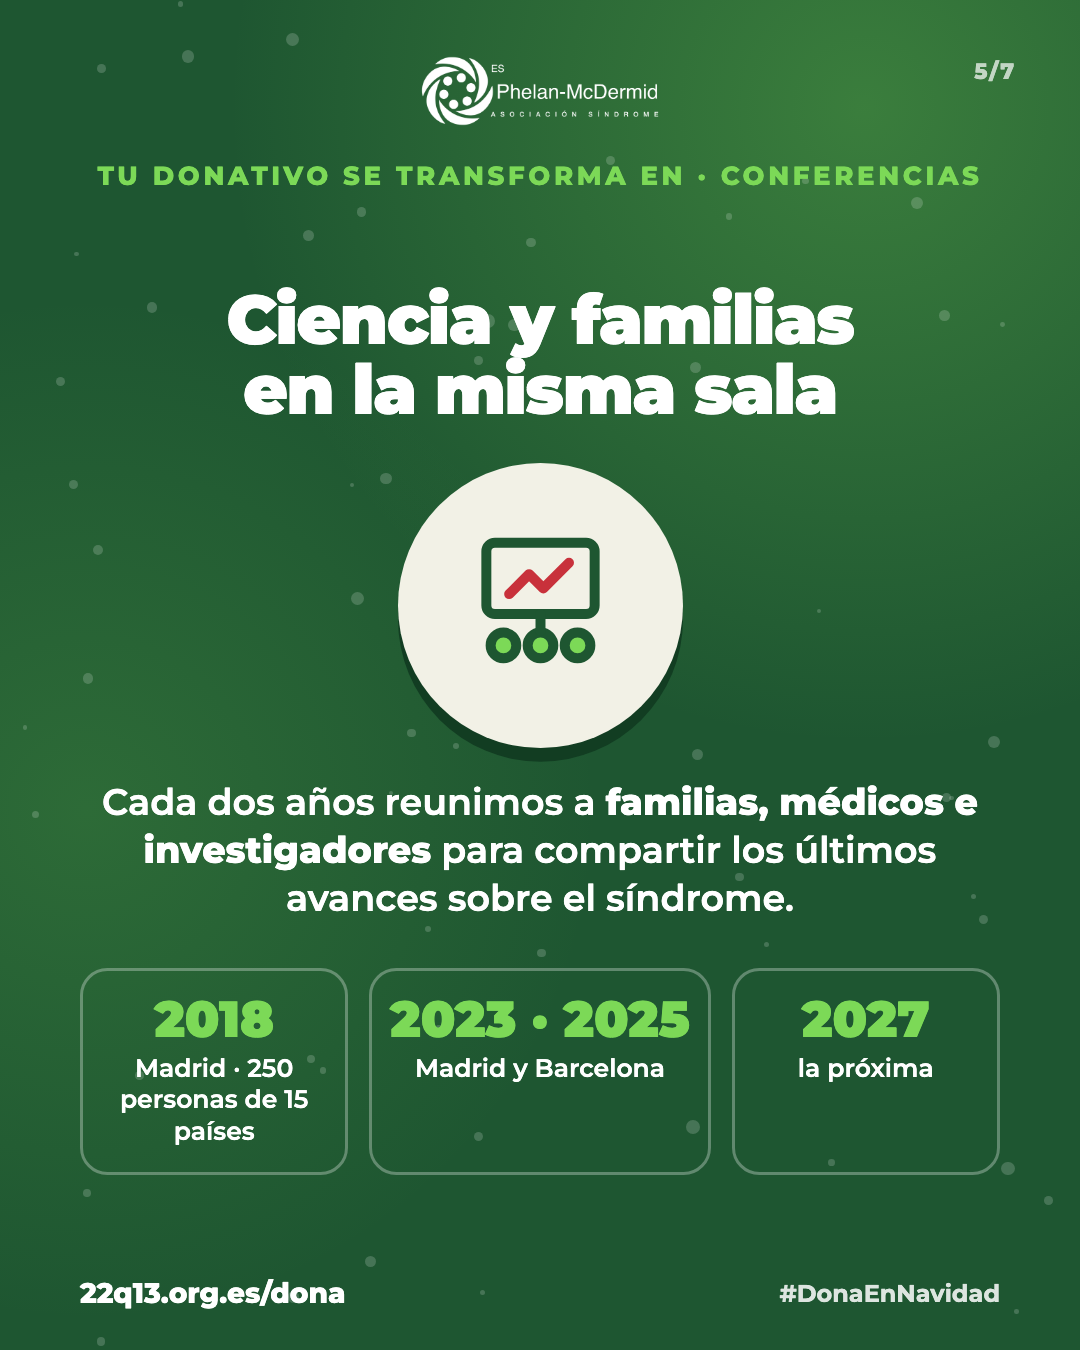 ES
Phelan-McDermid
ASOCIACIÓN SÍNDROME
5/7
TU DONATIVO SE TRANSFORMA EN · CONFERENCIAS
Ciencia y familias
en la misma sala
Cada dos años reunimos a familias, médicos e
investigadores para compartir los últimos
avances sobre el síndrome.
2018
Madrid · 250
personas de 15
países
2023 · 2025
Madrid y Barcelona
2027
la próxima
22q13.org.es/dona
#DonaEnNavidad